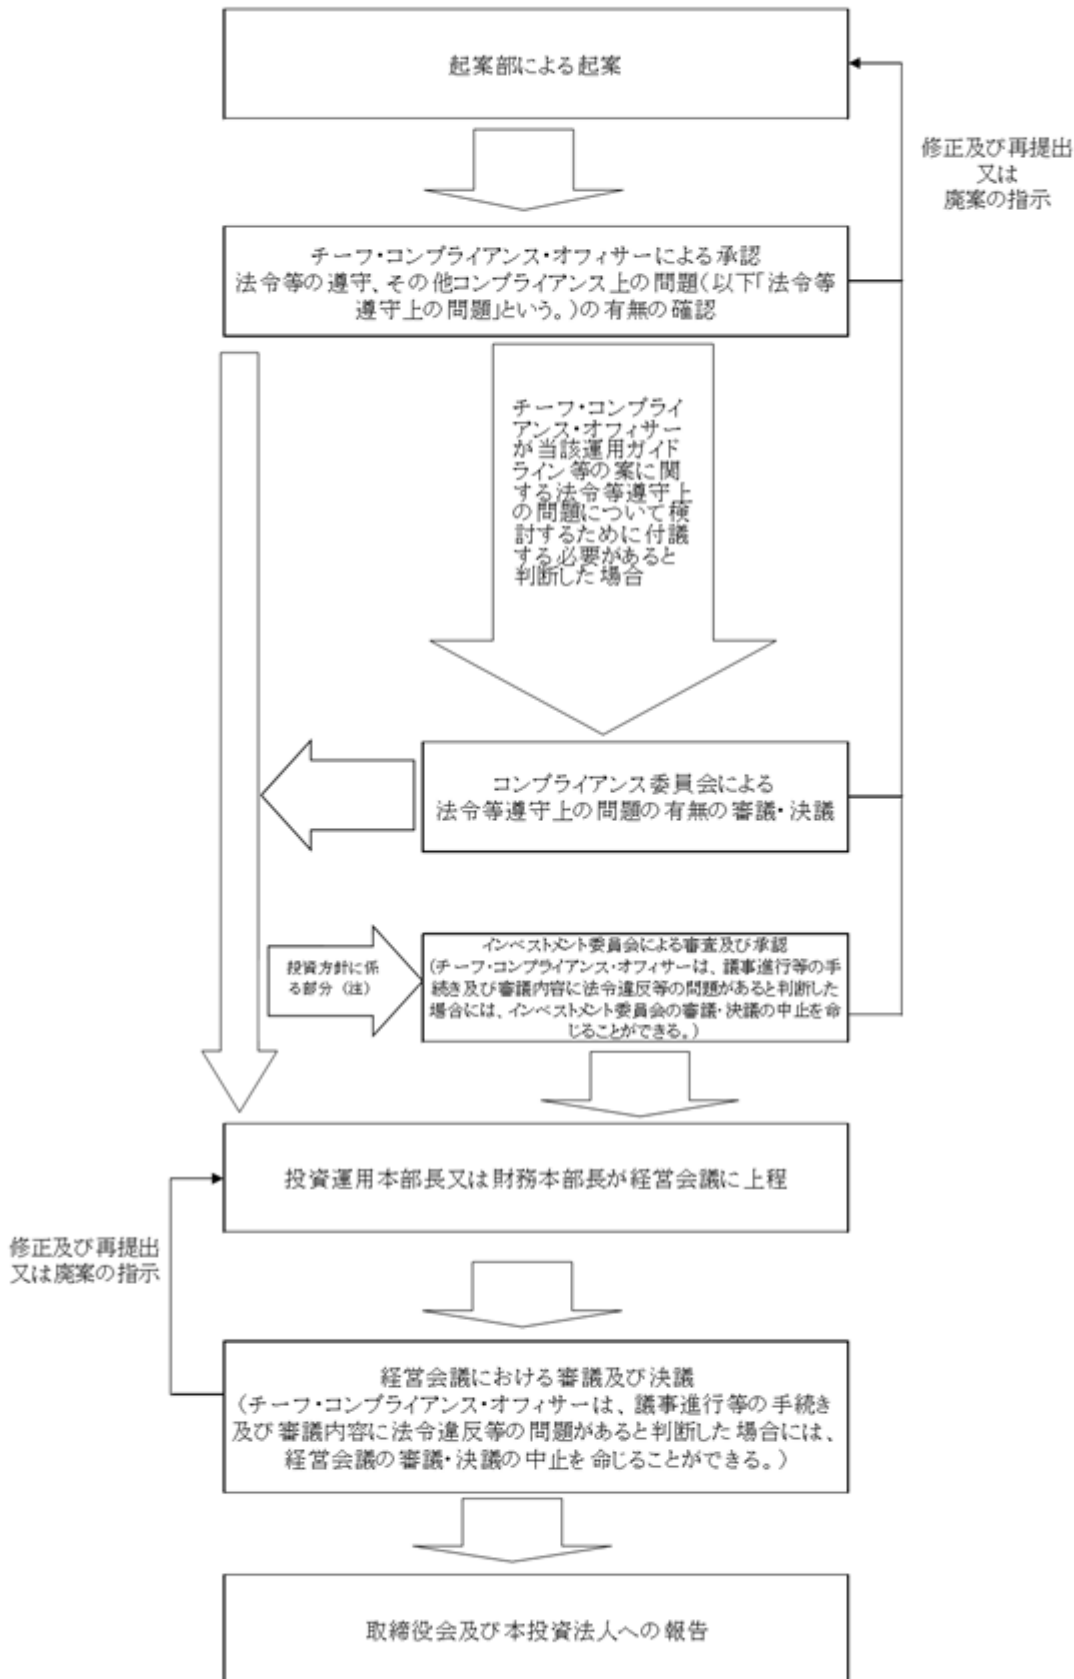 起案部による起案
修正及び再提出
又は
廃案の指示
チーフ・コンプライアンス・オフィサーによる承認
法令等の遵守、その他コンプライアンス上の問題(以下「法令等
遵守上の問題」という。)の有無の確認
チーフ・コンプライ
アンス・オフィサー
が当該運用ガイド
ライン等の案に関
する法令等遵守上
の問題について検
討するために付議
する必要があると
判断した場合
コンプライアンス委員会による
法令等遵守上の問題の有無の審議・決議
投資方針に係
る部分(注)
インベストメント委員会による審査及び承認
(チーフ・コンプライアンス・オフィサーは、議事進行等の手
続き及び審議内容に法令違反等の問題があると判断した
場合には、インベストメント委員会の審議・決議の中止を命
じることができる。)
投資運用本部長又は財務本部長が経営会議に上程
修正及び再提出
又は廃案の指示
経営会議における審議及び決議
(チーフ・コンプライアンス・オフィサーは、議事進行等の手続き
及び審議内容に法令違反等の問題があると判断した場合には、
経営会議の審議・決議の中止を命じることができる。)
取締役会及び本投資法人への報告